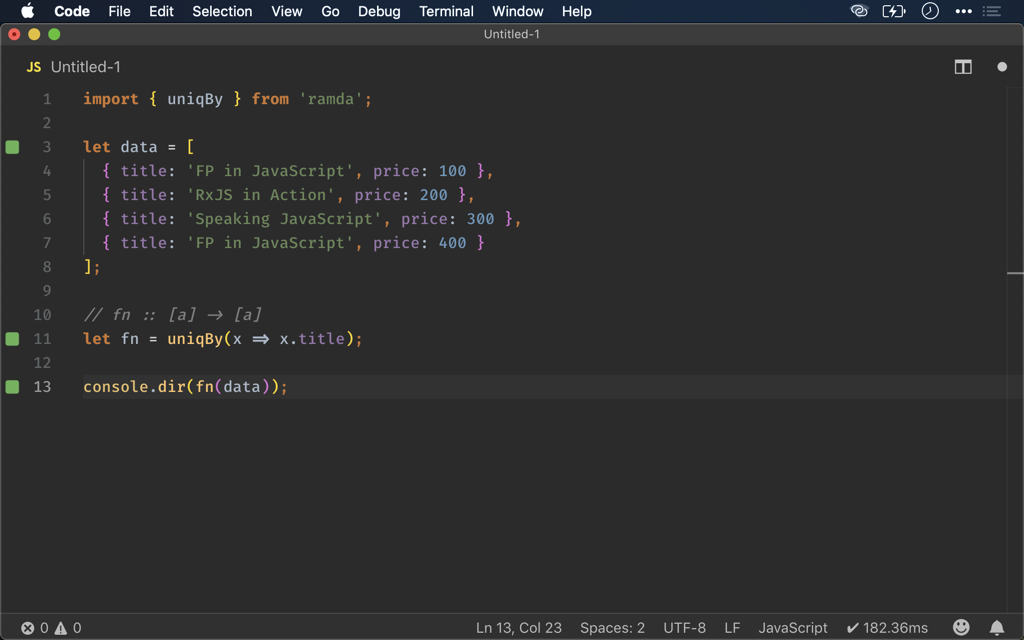 Code File Edit Selection View Go Debug Terminal Window Help
Untitled-1
JS Untitled-1
1 import { uniqBy } from 'ramda';
2
3 let data = [
4 { title: 'FP in JavaScript', price: 100 },
5 { title: 'RxJS in Action', price: 200 },
6 { title: 'Speaking JavaScript', price: 300 },
7 { title: 'FP in JavaScript', price: 400 }
8 ];
9
10 // fn :: [a] → [a]
11 let fn = uniqBy(x ⇒ x.title);
12
13 console.dir(fn(data));
0 0 Ln 13, Col 23 Spaces: 2 UTF-8 LF JavaScript ✔ 182.36ms